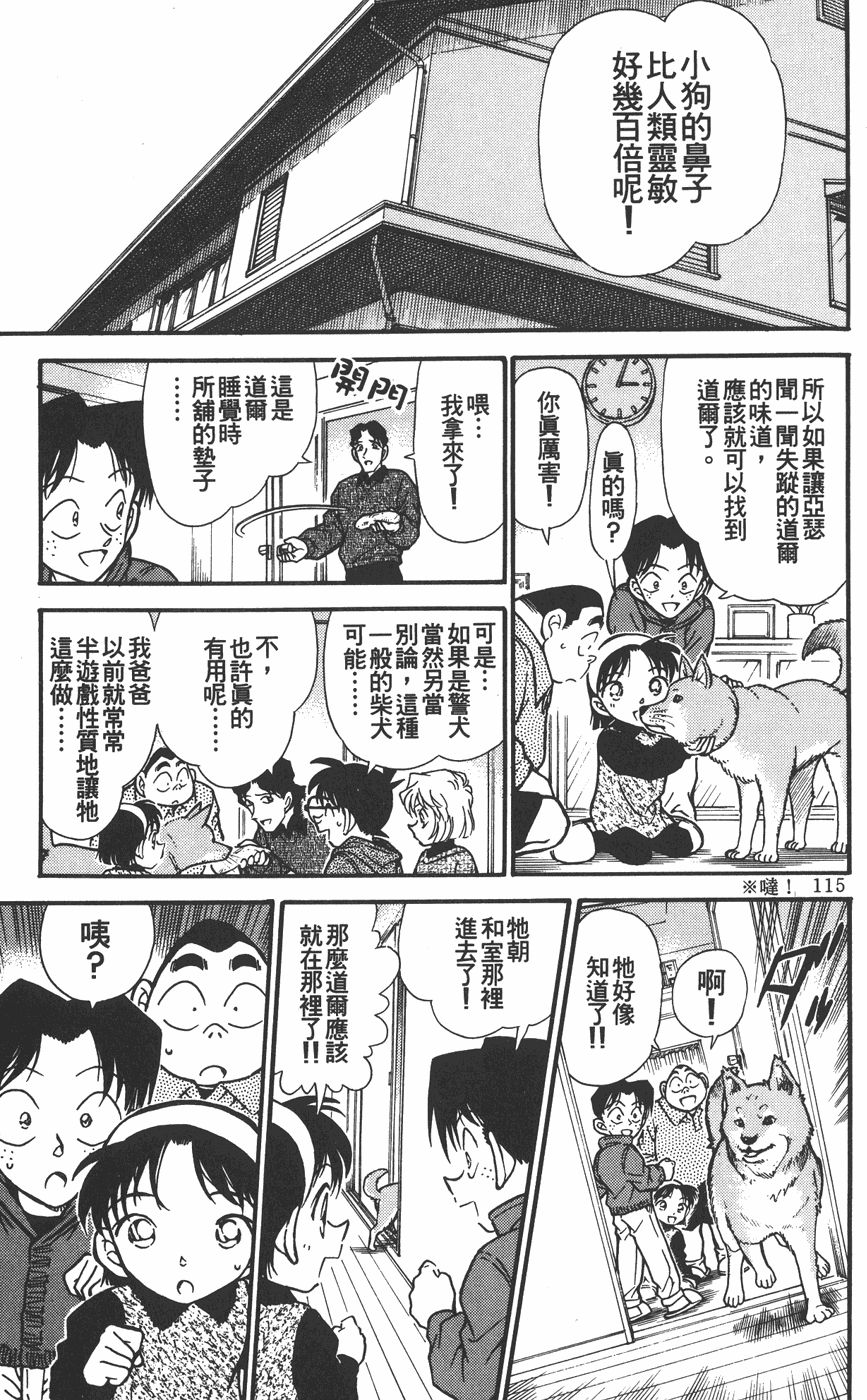 小狗的鼻子
比人類靈敏
好幾百倍呢！
所以如果讓亞瑟
聞一聞失蹤的道爾
的味道，
應該就可以找到
道爾了。
真的嗎？
你真厲害！
喂…
我拿來了！
開門
這是
道爾
睡覺時
所舖的墊子
……
可是…
如果是警犬
當然另當
別論，這種
一般的柴犬
可能……
不，
也許真的
有用呢……
我爸爸
以前就常常
半遊戲性質地讓牠
這麼做……
※噠！ 115
ダッ
啊！
牠好像
知道了!!
牠朝
和室那裡
進去了！
那麼道爾應該
就在那裡了!!
咦？